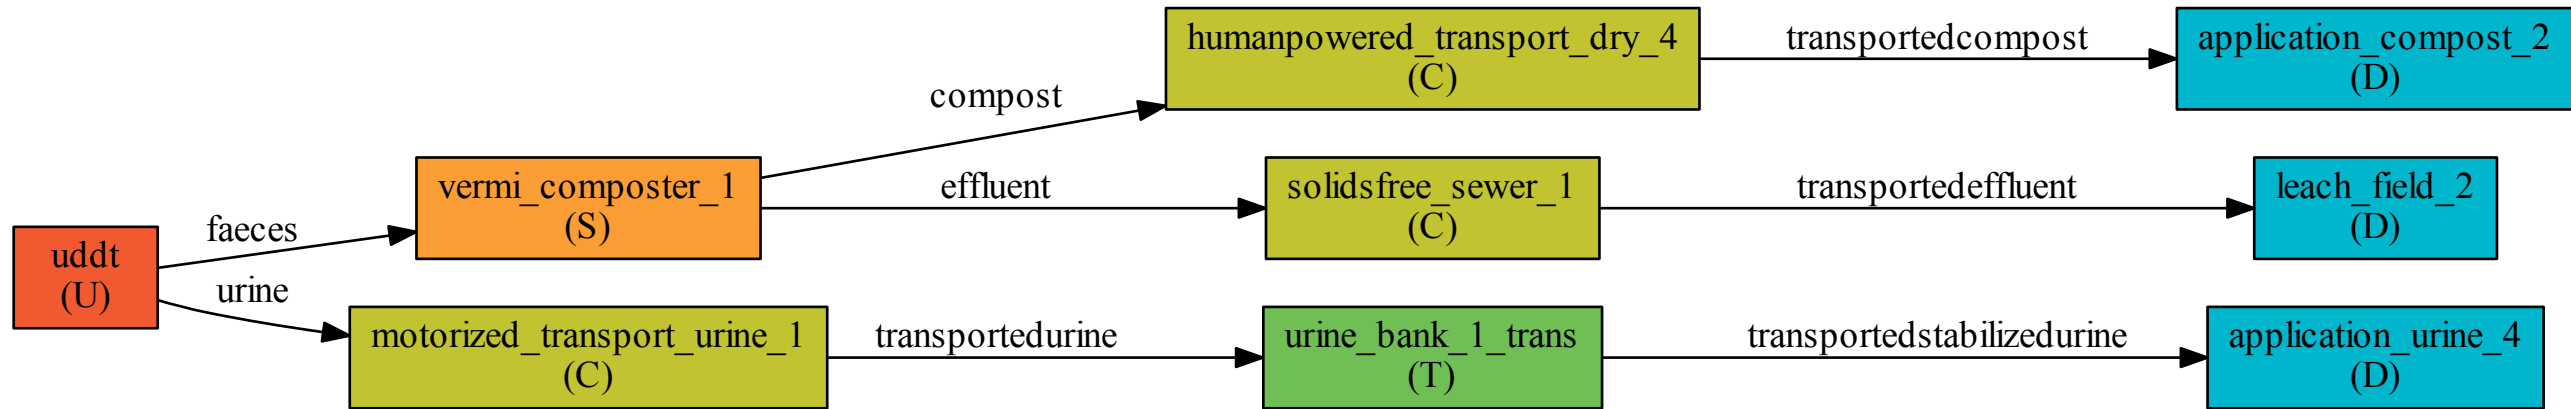 uddt
(U)
faeces
urine
vermi_composter_1
(S)
motorized_transport_urine_1
(C)
compost
effluent
transportedurine
humanpowered_transport_dry_4
(C)
solidsfree_sewer_1
(C)
urine_bank_1_trans
(T)
transportedcompost
transportedeffluent
transportedstabilizedurine
application_compost_2
(D)
leach_field_2
(D)
application_urine_4
(D)